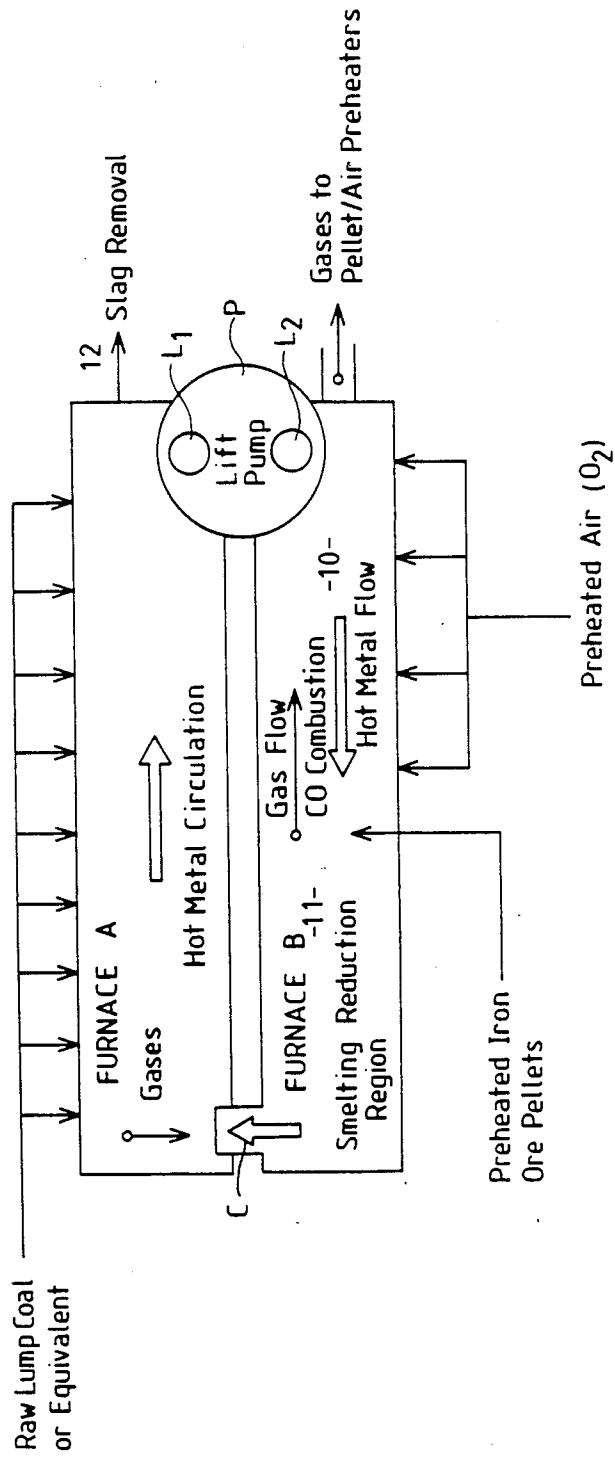 Raw Lump Coal
or Equivalent
12
Slag Removal
FURNACE A
Gases
Hot Metal Circulation
L1
P
Lift
Pump
L2
C
FURNACE B
-11-
Smelting Reduction
Region
Gas Flow
CO Combustion
-10-
Hot Metal Flow
Gases to
Pellet/Air Preheaters
Preheated Iron
Ore Pellets
Preheated Air (O2)